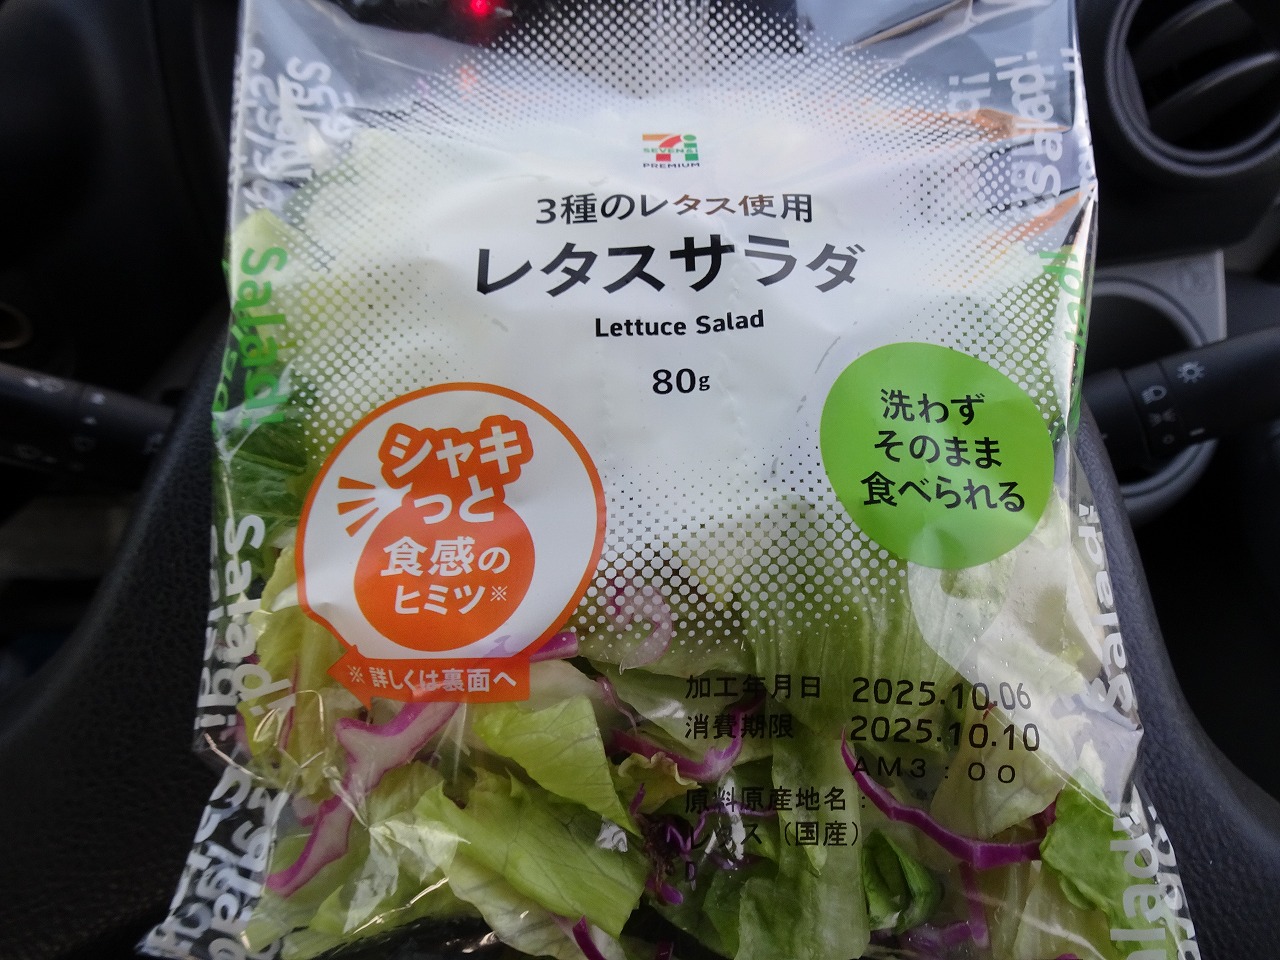 SEVEN&i
PREMIUM
3種のレタス使用
レタスサラダ
Lettuce Salad
80g
洗わず
そのまま
食べられる
シャキ
っと
食感の
ヒミツ※
※詳しくは裏面へ
加工年月日 2025.10.06
消費期限 2025.10.10
AM3:00
原料原産地名:
レタス(国産)
Salad!
Salad!
Salad!
Salad!